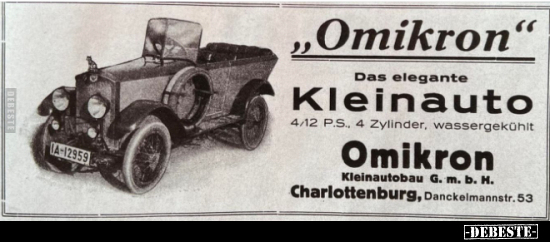 „Omikron“
Das elegante
Kleinauto
4/12 P.S., 4 Zylinder, wassergekühlt
Omikron
Kleinautobau G.m.b.H.
Charlottenburg, Danckelmannstr. 53
IA-12959
-DEBESTE-